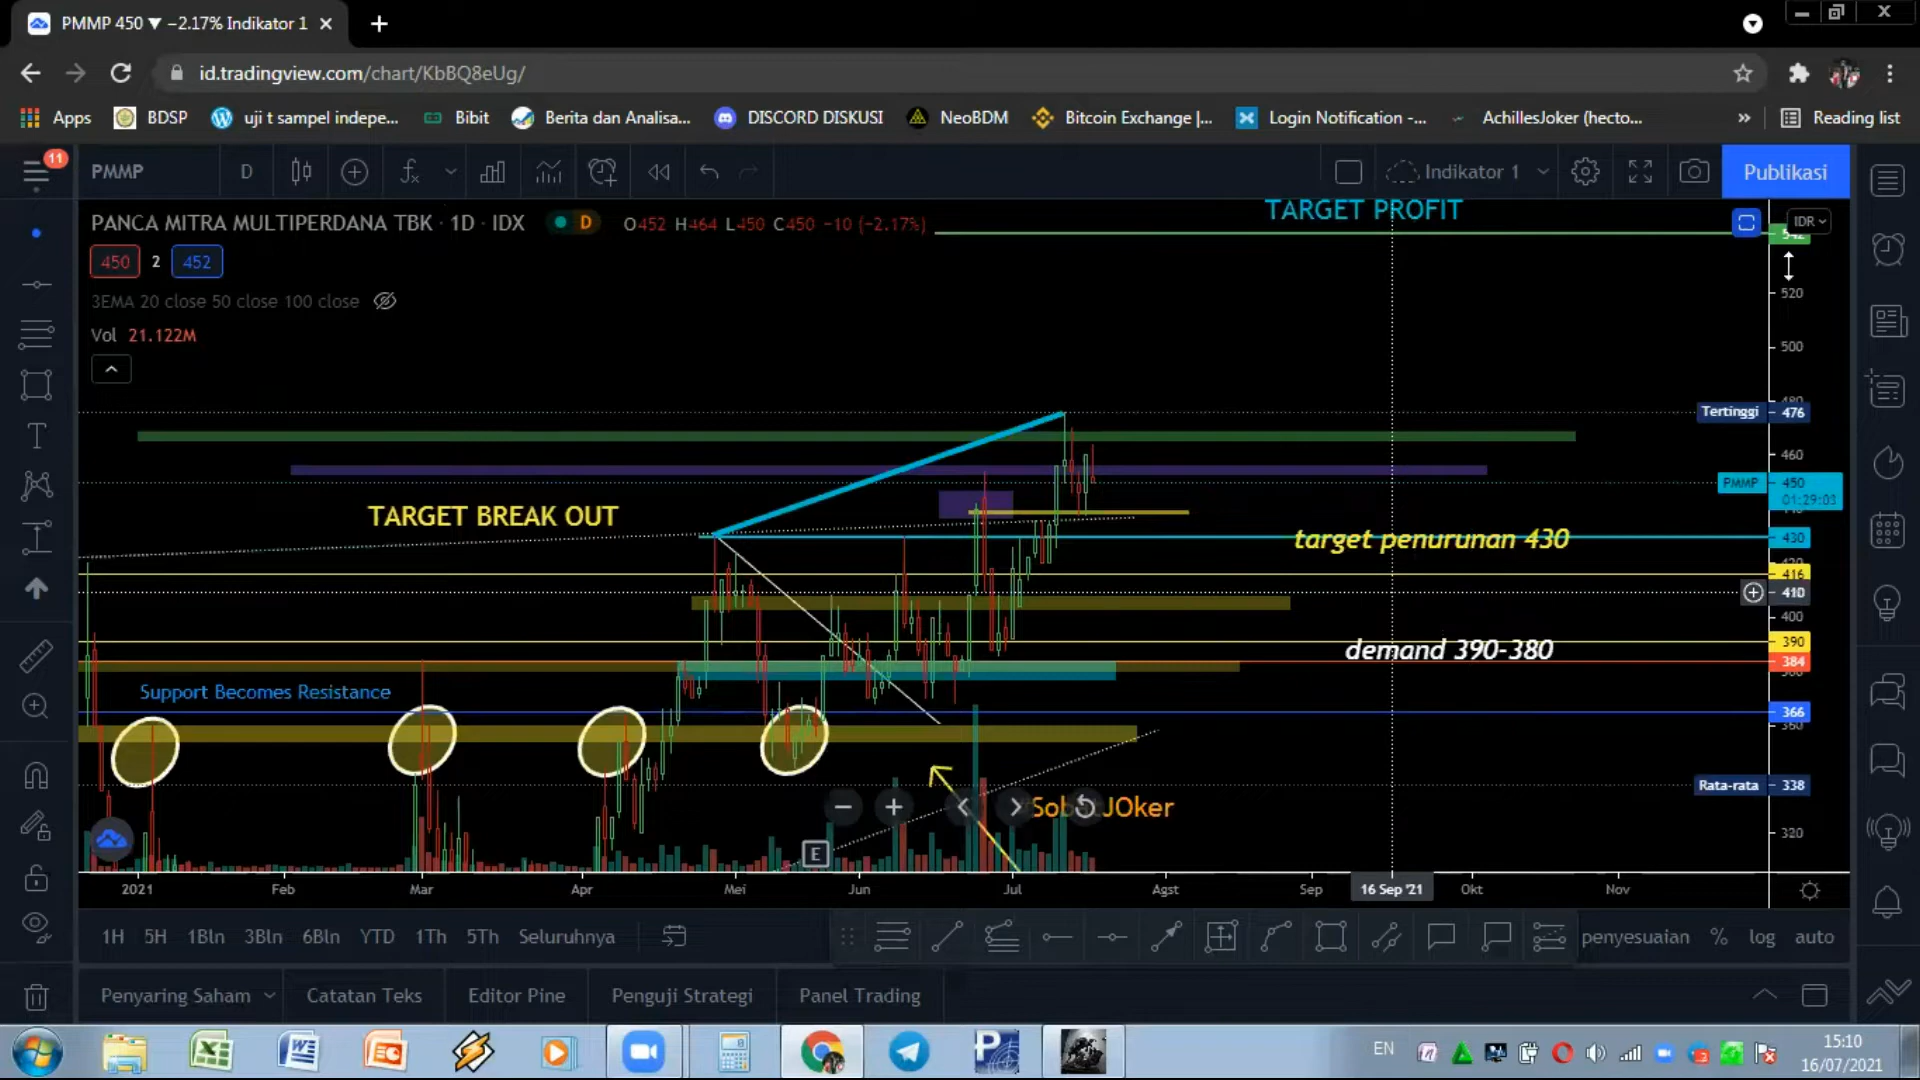 PMMP 450 ▼ −2.17% Indikator 1
id.tradingview.com/chart/KbBQ8eUg/
Apps BDSP uji t sampel indepe... Bibit Berita dan Analisa... DISCORD DISKUSI NeoBDM Bitcoin Exchange |... Login Notification -... AchillesJoker (hecto... » Reading list
11
PMMP D Indikator 1 Publikasi
TARGET PROFIT
PANCA MITRA MULTIPERDANA TBK · 1D · IDX D O452 H464 L450 C450 −10 (−2.17%)
IDR
542
450 2 452
3EMA 20 close 50 close 100 close
Vol 21.122M
520
500
480
Tertinggi 476
460
PMMP 450
01:29:03
TARGET BREAK OUT
target penurunan 430
430
416
410
400
demand 390-380
390
384
Support Becomes Resistance
366
Rata-rata 338
320
E
2021 Feb Mar Apr Mei Jun Jul Agst Sep 16 Sep '21 Okt Nov
1H 5H 1Bln 3Bln 6Bln YTD 1Th 5Th Seluruhnya penyesuaian % log auto
Penyaring Saham Catatan Teks Editor Pine Penguji Strategi Panel Trading
EN
15:10
16/07/2021